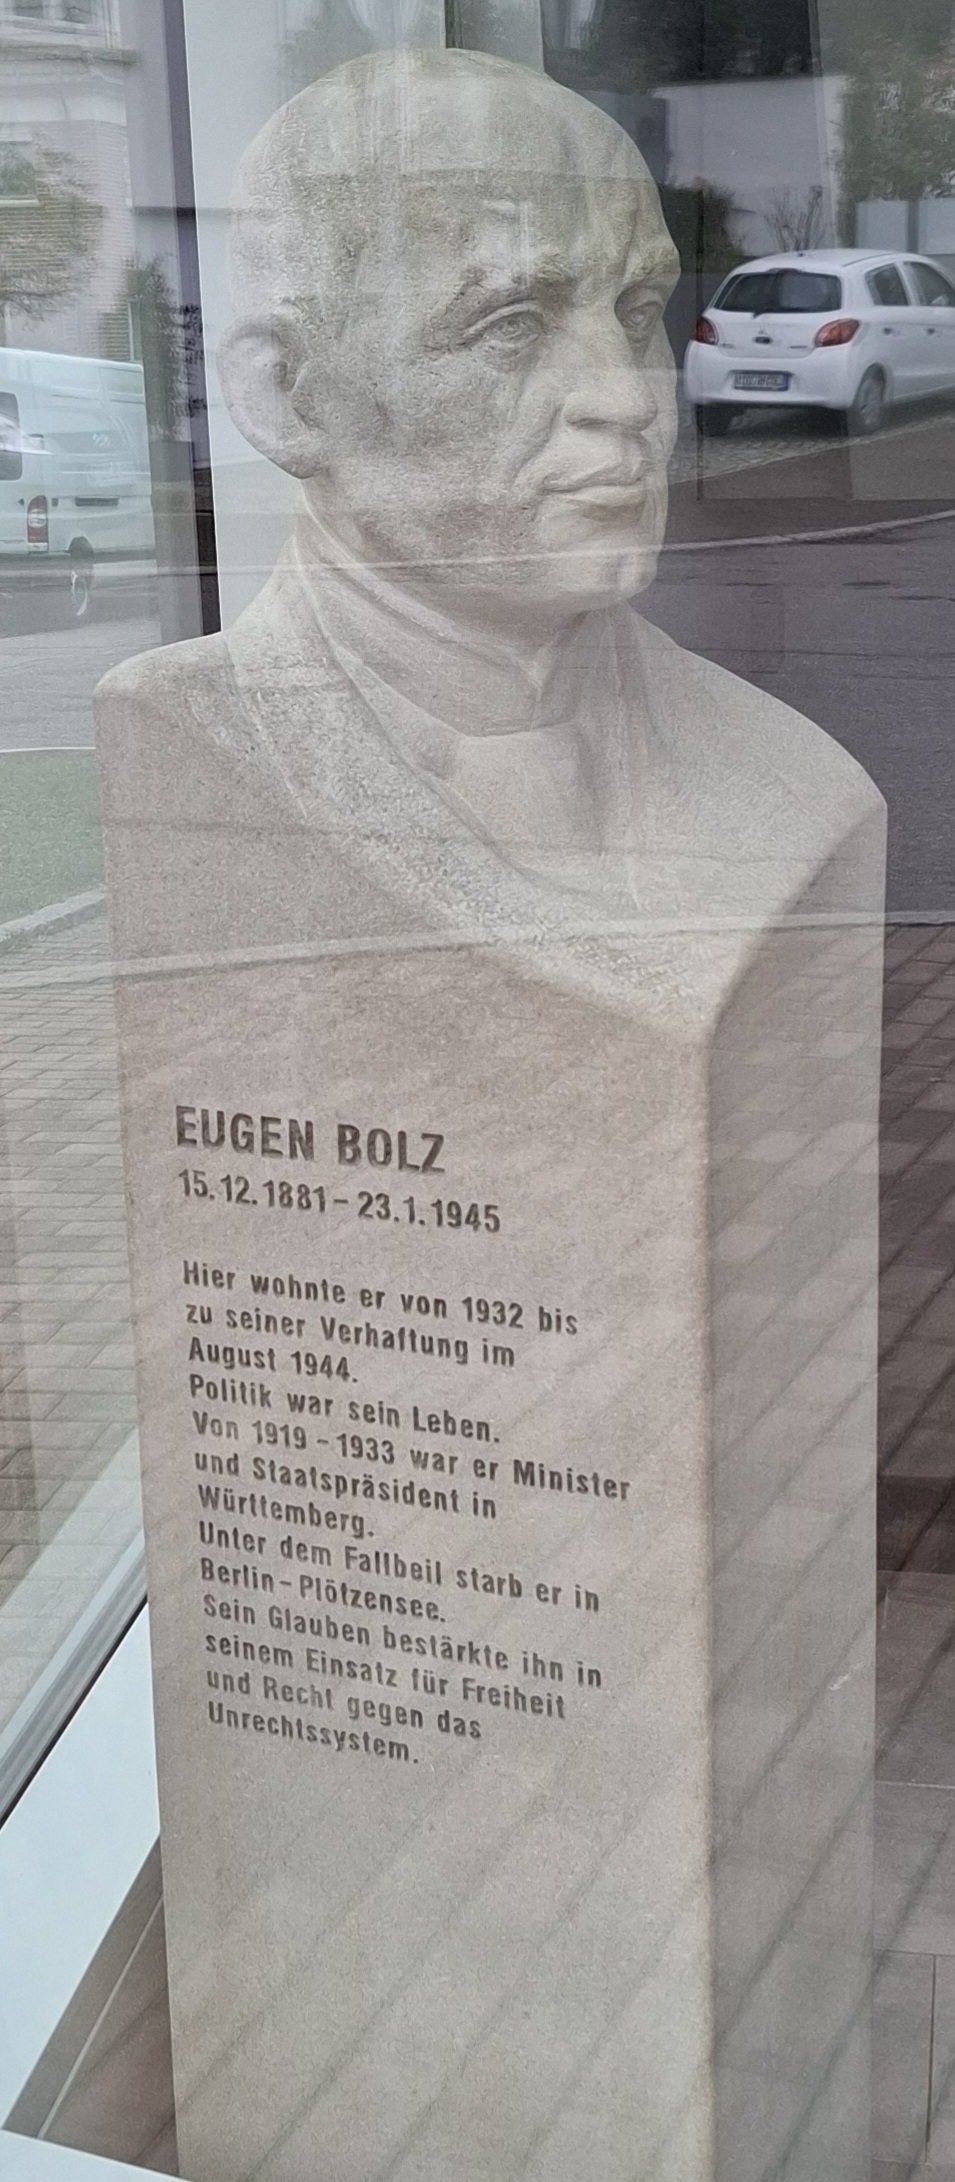 EUGEN BOLZ
15.12.1881 – 23.1.1945
Hier wohnte er von 1932 bis
zu seiner Verhaftung im
August 1944.
Politik war sein Leben.
Von 1919 – 1933 war er Minister
und Staatspräsident in
Württemberg.
Unter dem Fallbeil starb er in
Berlin – Plötzensee.
Sein Glauben bestärkte ihn in
seinem Einsatz für Freiheit
und Recht gegen das
Unrechtssystem.